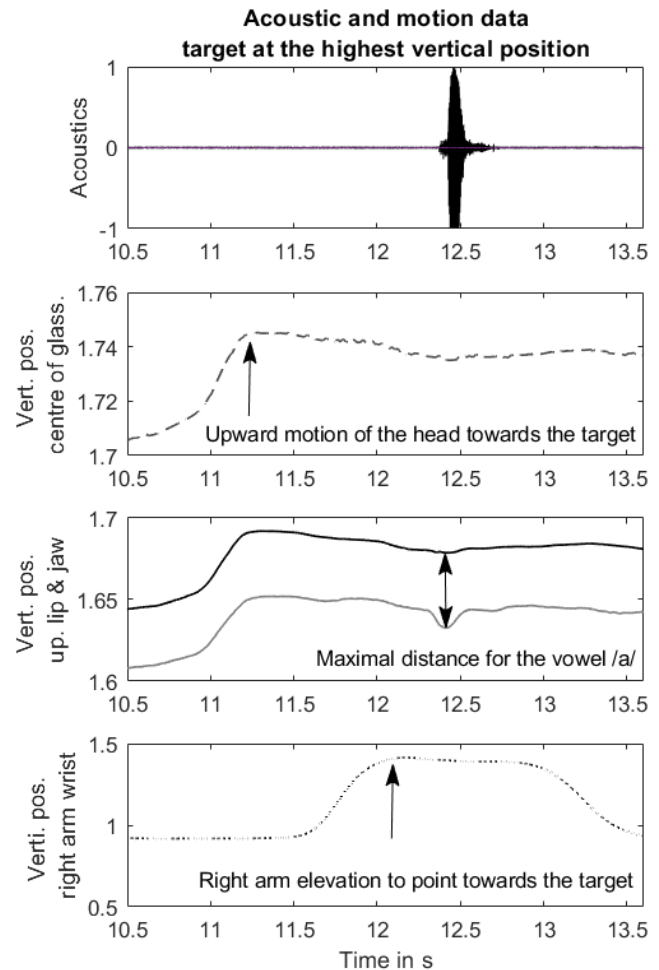 Acoustic and motion data
target at the highest vertical position
Acoustics
1
0
-1
10.5 11 11.5 12 12.5 13 13.5
Vert. pos.
centre of glass.
1.76
1.74
1.72
1.7
Upward motion of the head towards the target
10.5 11 11.5 12 12.5 13 13.5
Vert. pos.
up. lip & jaw
1.7
1.65
1.6
Maximal distance for the vowel /a/
10.5 11 11.5 12 12.5 13 13.5
Verti. pos.
right arm wrist
1.5
1
0.5
Right arm elevation to point towards the target
10.5 11 11.5 12 12.5 13 13.5
Time in s